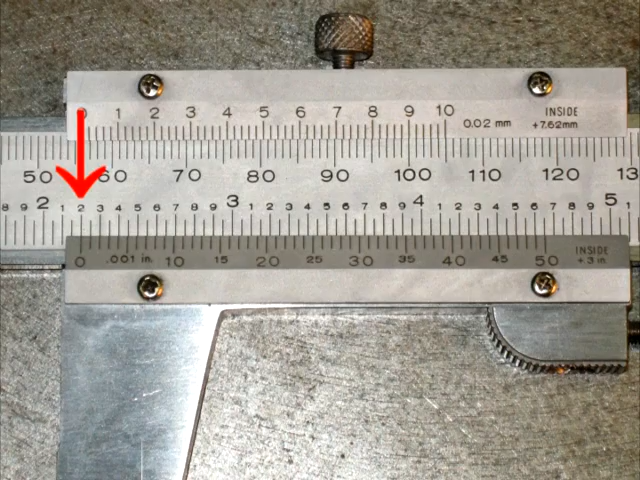 0 1 2 3 4 5 6 7 8 9 10
0.02 mm
INSIDE
+7.62mm
50 60 70 80 90 100 110 120 13
8 9 2 1 2 3 4 5 6 7 8 9 3 1 2 3 4 5 6 7 8 9 4 1 2 3 4 5 6 7 8 9 5 1
0 .001 in. 10 15 20 25 30 35 40 45 50
INSIDE
+.3 in.